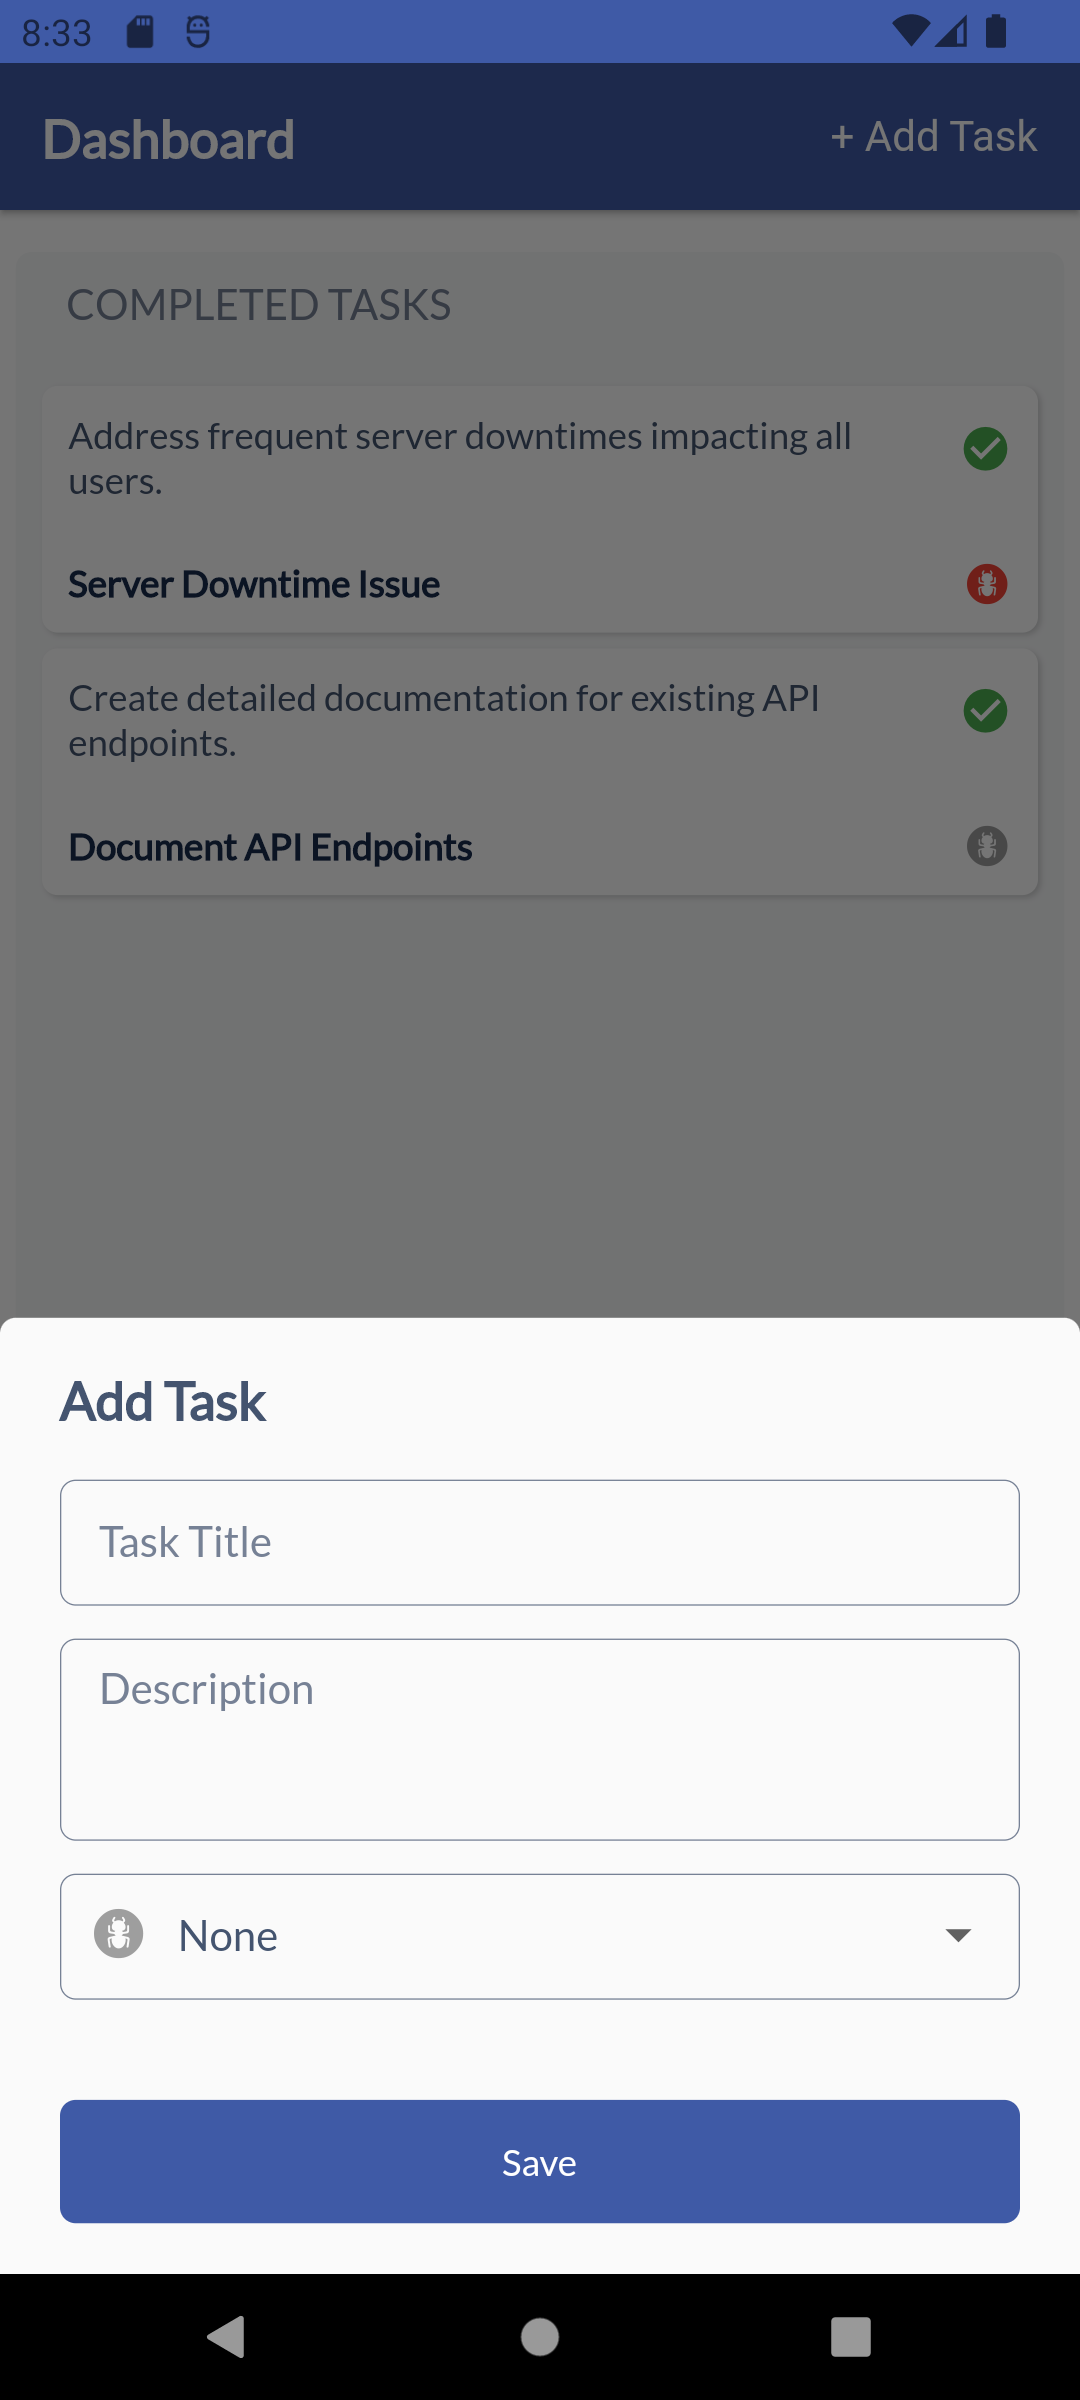 8:33
Dashboard
+ Add Task
COMPLETED TASKS
Address frequent server downtimes impacting all
users.
Server Downtime Issue
Create detailed documentation for existing API
endpoints.
Document API Endpoints
Add Task
Task Title
Description
None
Save